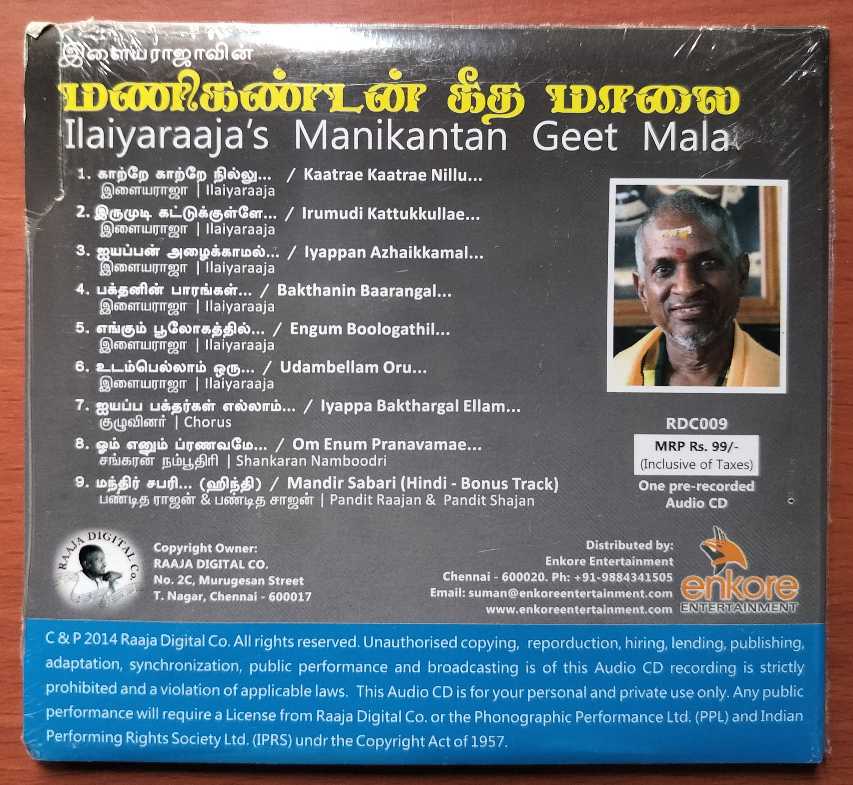 இளையராஜாவின்
மணிகண்டன் கீத மாலை
Ilaiyaraaja's Manikantan Geet Mala
1. காற்றே காற்றே நில்லு... / Kaatrae Kaatrae Nillu...
இளையராஜா | Ilaiyaraaja
2. இருமுடி கட்டுக்குள்ளே... / Irumudi Kattukkullae...
இளையராஜா | Ilaiyaraaja
3. ஐயப்பன் அழைக்காமல்... / Iyappan Azhaikkamal...
இளையராஜா | Ilaiyaraaja
4. பக்தனின் பாரங்கள்... / Bakthanin Baarangal...
இளையராஜா | Ilaiyaraaja
5. எங்கும் பூலோகத்தில்... / Engum Boologathil...
இளையராஜா | Ilaiyaraaja
6. உடம்பெல்லாம் ஒரு... / Udambellam Oru...
இளையராஜா | Ilaiyaraaja
7. ஐயப்ப பக்தர்கள் எல்லாம்... / Iyappa Bakthargal Ellam...
குழுவினர் | Chorus
8. ஓம் எனும் ப்ரணவமே... / Om Enum Pranavamae...
சங்கரன் நம்பூதிரி | Shankaran Namboodri
9. மந்திர் சபரி... (ஹிந்தி) / Mandir Sabari (Hindi - Bonus Track)
பண்டித ராஜன் & பண்டித சாஜன் | Pandit Raajan & Pandit Shajan
RDC009
MRP Rs. 99/-
(Inclusive of Taxes)
One pre-recorded
Audio CD
RAAJA DIGITAL Co.
Copyright Owner:
RAAJA DIGITAL CO.
No. 2C, Murugesan Street
T. Nagar, Chennai - 600017
Distributed by:
Enkore Entertainment
Chennai - 600020. Ph: +91-9884341505
Email: suman@enkoreentertainment.com
www.enkoreentertainment.com
enkore
ENTERTAINMENT
C & P 2014 Raaja Digital Co. All rights reserved. Unauthorised copying, reporduction, hiring, lending, publishing,
adaptation, synchronization, public performance and broadcasting is of this Audio CD recording is strictly
prohibited and a violation of applicable laws. This Audio CD is for your personal and private use only. Any public
performance will require a License from Raaja Digital Co. or the Phonographic Performance Ltd. (PPL) and Indian
Performing Rights Society Ltd. (IPRS) undr the Copyright Act of 1957.